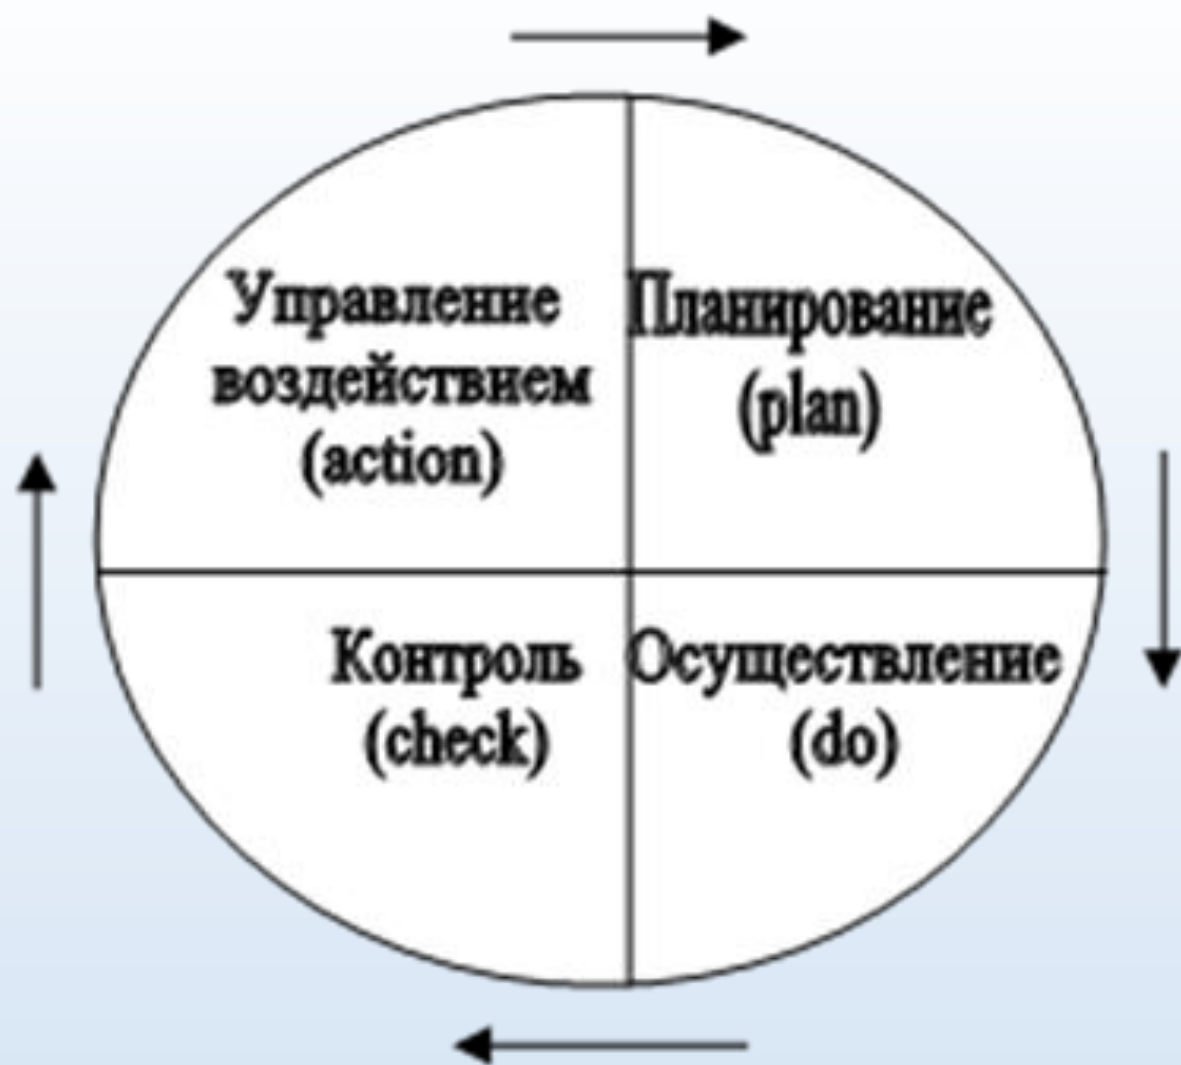 Управление
воздействием
(action)
Планирование
(plan)
Контроль
(check)
Осуществление
(do)